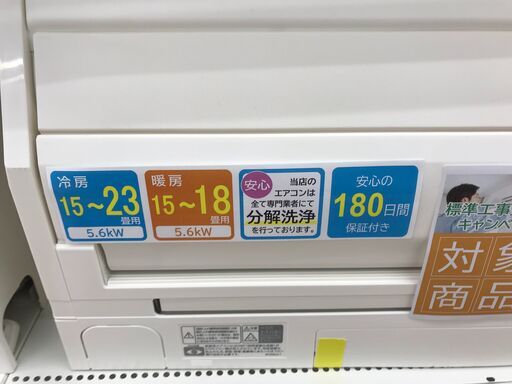 冷房
15～23
畳用
5.6kW
暖房
15～18
畳用
5.6kW
安心
当店の
エアコンは
全て専門業者にて
分解洗浄
を行っております。
安心の
180日間
保証付き
標準工事
キャンペ
対象
商品